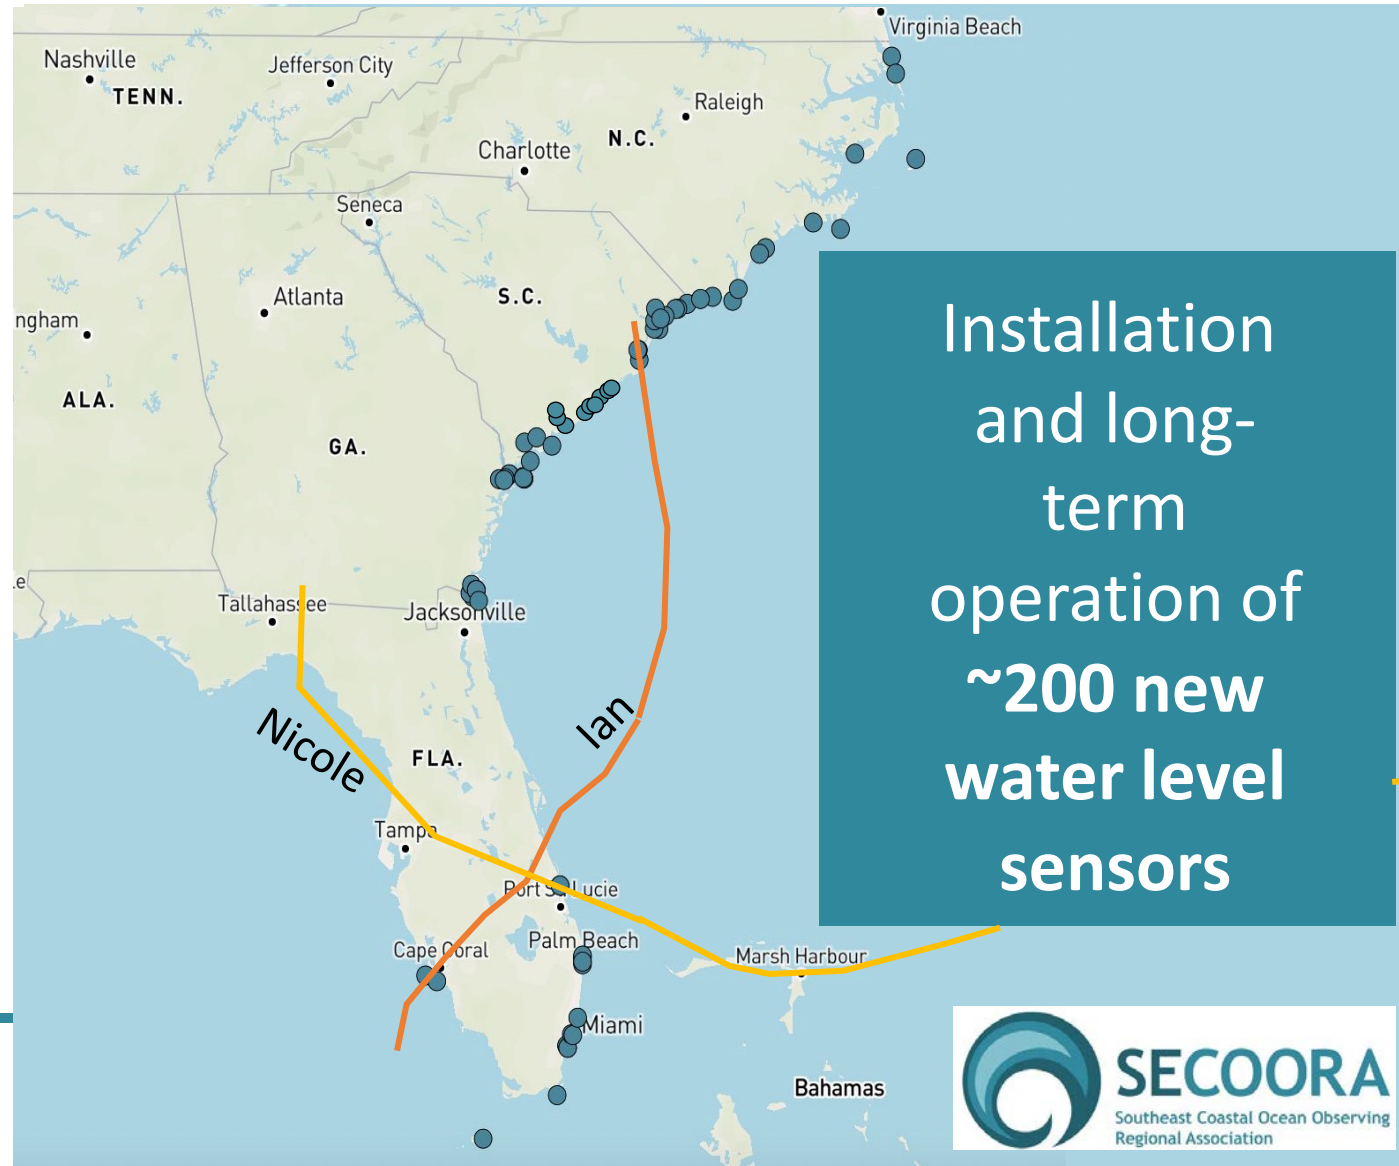 Virginia Beach
Nashville
Jefferson City
TENN.
Raleigh
N.C.
Charlotte
Seneca
S.C.
Atlanta
ngham
ALA.
GA.
le
Tallahassee
Jacksonville
Nicole
Ian
FLA.
Tampa
Port St. Lucie
Cape Coral
Palm Beach
Marsh Harbour
Miami
Bahamas
Installation
and long-
term
operation of
~200 new
water level
sensors
SECOORA
Southeast Coastal Ocean Observing
Regional Association